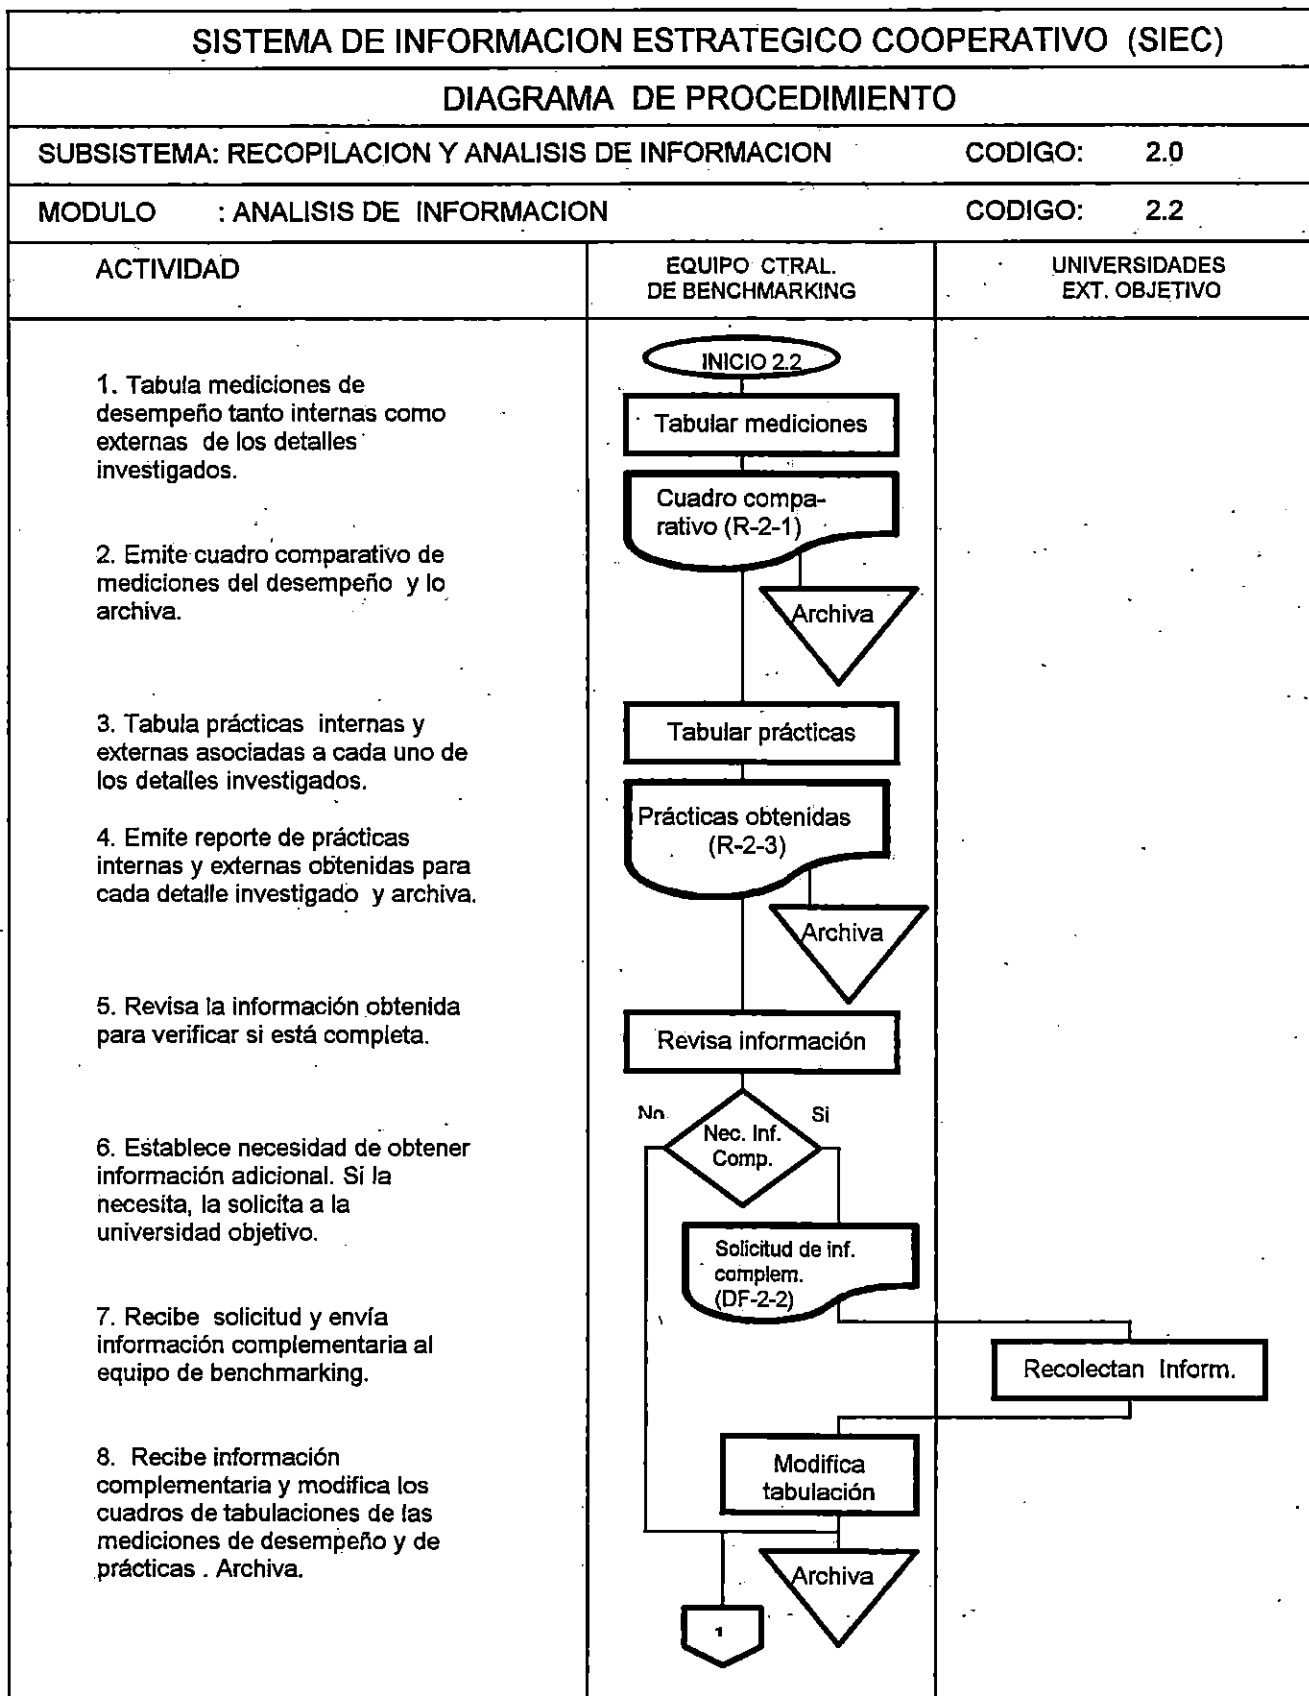 SISTEMA DE INFORMACION ESTRATEGICO COOPERATIVO (SIEC)
DIAGRAMA DE PROCEDIMIENTO
SUBSISTEMA: RECOPILACION Y ANALISIS DE INFORMACION CODIGO: 2.0
MODULO : ANALISIS DE INFORMACION CODIGO: 2.2
ACTIVIDAD
EQUIPO CTRAL.
DE BENCHMARKING
UNIVERSIDADES
EXT. OBJETIVO
1. Tabula mediciones de
desempeño tanto internas como
externas de los detalles
investigados.
2. Emite cuadro comparativo de
mediciones del desempeño y lo
archiva.
3. Tabula prácticas internas y
externas asociadas a cada uno de
los detalles investigados.
4. Emite reporte de prácticas
internas y externas obtenidas para
cada detalle investigado y archiva.
5. Revisa la información obtenida
para verificar si está completa.
6. Establece necesidad de obtener
información adicional. Si la
necesita, la solicita a la
universidad objetivo.
7. Recibe solicitud y envía
información complementaria al
equipo de benchmarking.
8. Recibe información
complementaria y modifica los
cuadros de tabulaciones de las
mediciones de desempeño y de
prácticas . Archiva.
INICIO 2.2
Tabular mediciones
Cuadro compa-
rativo (R-2-1)
Archiva
Tabular prácticas
Prácticas obtenidas
(R-2-3)
Archiva
Revisa información
No
Si
Nec. Inf.
Comp.
Solicitud de inf.
complem.
(DF-2-2)
Recolectan Inform.
Modifica
tabulación
Archiva
1